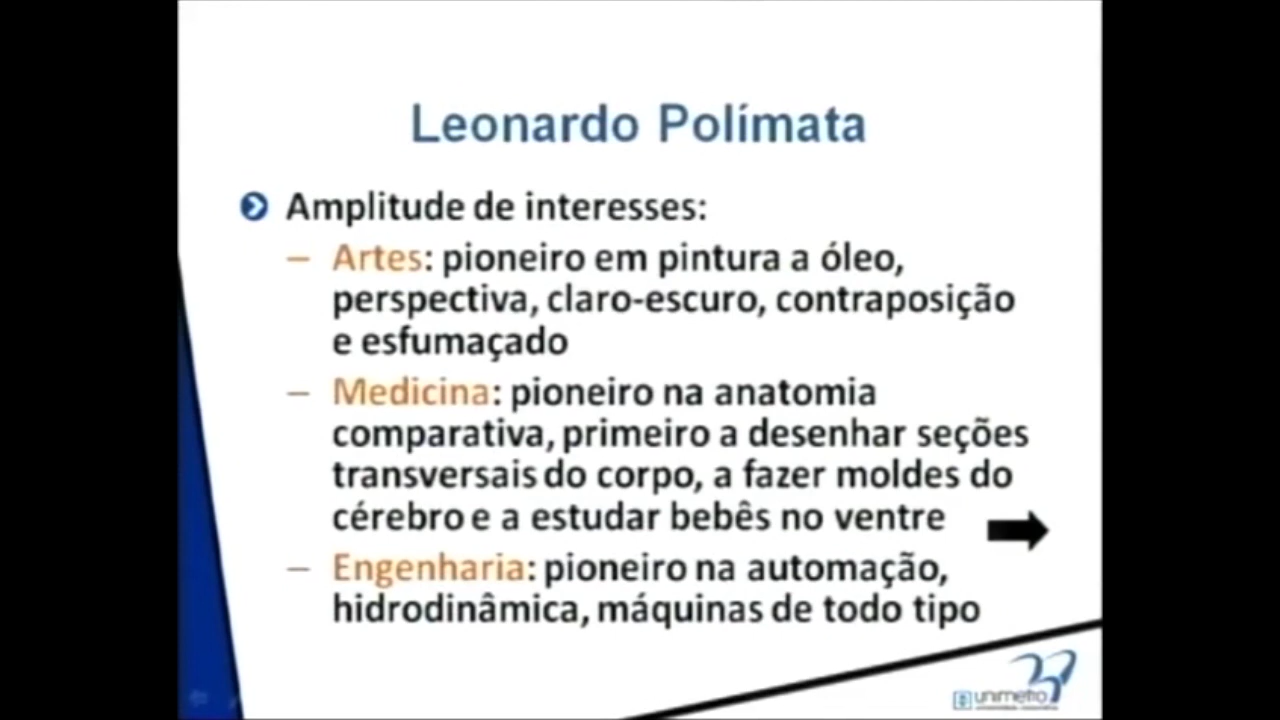 Leonardo Polímata
Amplitude de interesses:
– Artes: pioneiro em pintura a óleo,
perspectiva, claro-escuro, contraposição
e esfumaçado
– Medicina: pioneiro na anatomia
comparativa, primeiro a desenhar seções
transversais do corpo, a fazer moldes do
cérebro e a estudar bebês no ventre
– Engenharia: pioneiro na automação,
hidrodinâmica, máquinas de todo tipo
unimetro